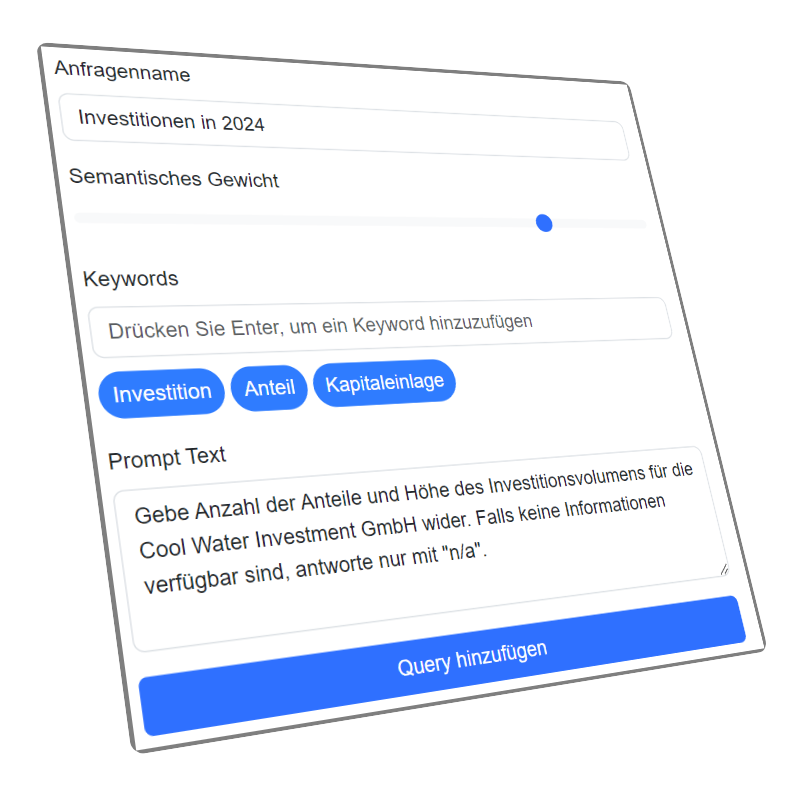 Anfragenname
Investitionen in 2024
Semantisches Gewicht
Keywords
Drücken Sie Enter, um ein Keyword hinzuzufügen
Investition Anteil Kapitaleinlage
Prompt Text
Gebe Anzahl der Anteile und Höhe des Investitionsvolumens für die
Cool Water Investment GmbH wider. Falls keine Informationen
verfügbar sind, antworte nur mit "n/a".
Query hinzufügen